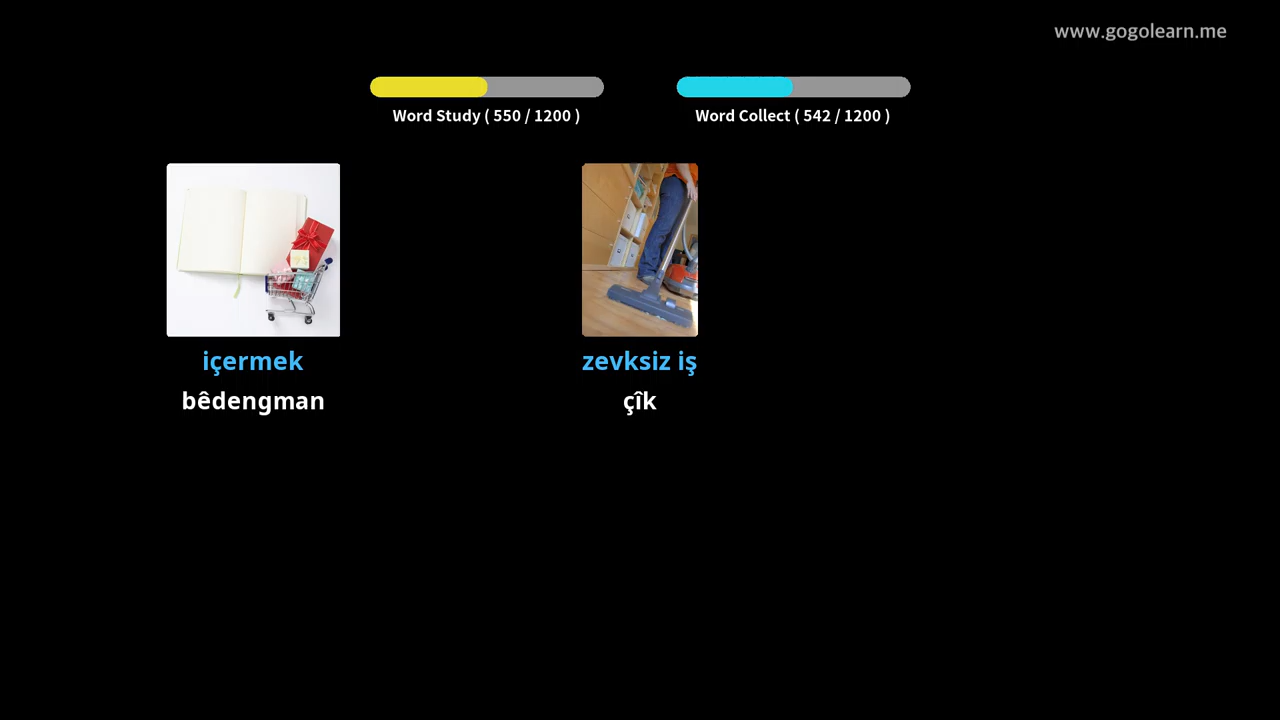 www.gogolearn.me
Word Study ( 550 / 1200 )
Word Collect ( 542 / 1200 )
içermek
bêdengman
zevksiz iş
çîk